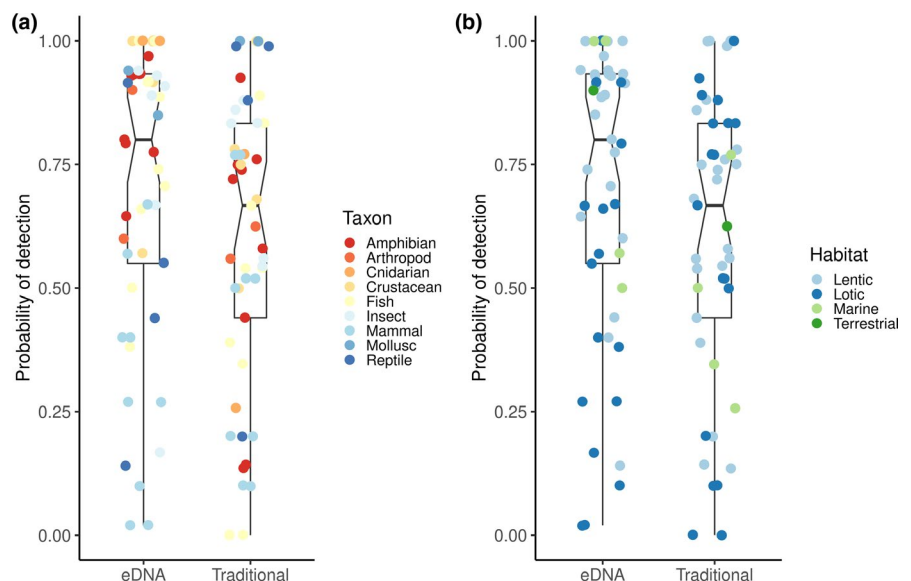 (a)
Probability of detection
1.00
0.75
0.50
0.25
0.00
eDNA Traditional
Taxon
Amphibian
Arthropod
Cnidarian
Crustacean
Fish
Insect
Mammal
Mollusc
Reptile
(b)
Probability of detection
1.00
0.75
0.50
0.25
0.00
eDNA Traditional
Habitat
Lentic
Lotic
Marine
Terrestrial